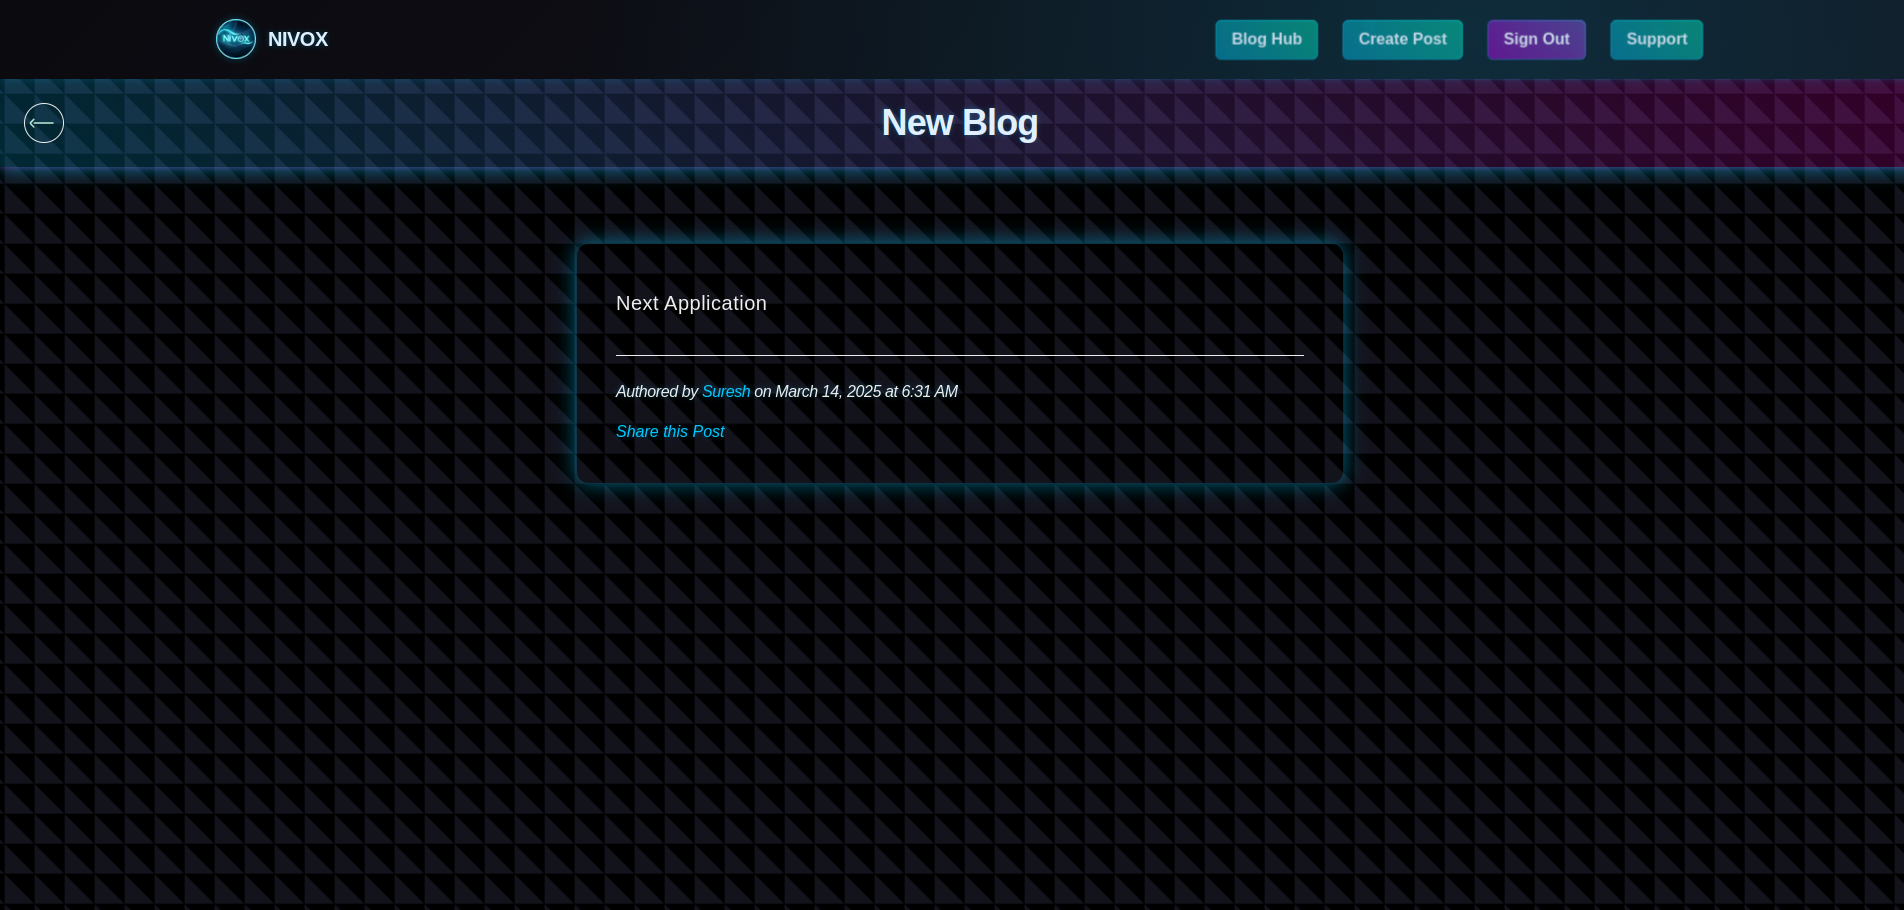 NIVOX
NIVOX
Blog Hub
Create Post
Sign Out
Support
New Blog
Next Application
Authored by Suresh on March 14, 2025 at 6:31 AM
Share this Post